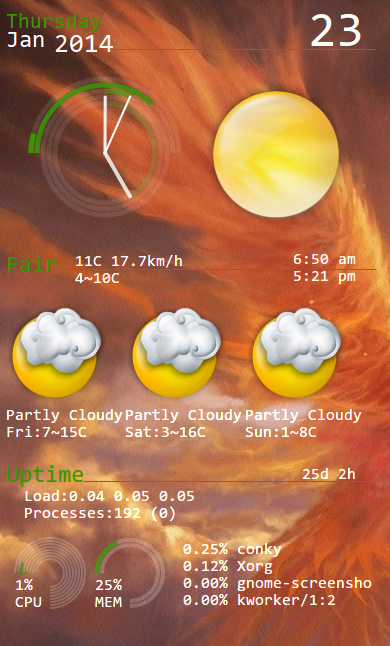 Thursday
Jan 2014 23
Fair 11C 17.7km/h 6:50 am
4~10C 5:21 pm
Partly Cloudy Partly Cloudy Partly Cloudy
Fri:7~15C Sat:3~16C Sun:1~8C
Uptime 25d 2h
Load:0.04 0.05 0.05
Processes:192 (0)
0.25% conky
0.12% Xorg
1% 25% 0.00% gnome-screensho
CPU MEM 0.00% kworker/1:2